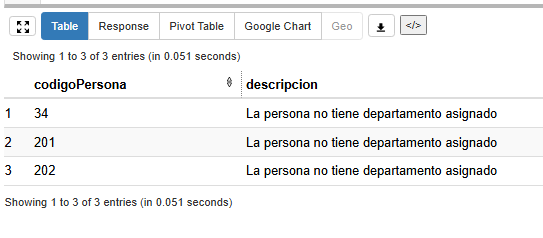 Table Response Pivot Table Google Chart Geo </>
Showing 1 to 3 of 3 entries (in 0.051 seconds)
codigoPersona descripcion
1 34 La persona no tiene departamento asignado
2 201 La persona no tiene departamento asignado
3 202 La persona no tiene departamento asignado
Showing 1 to 3 of 3 entries (in 0.051 seconds)